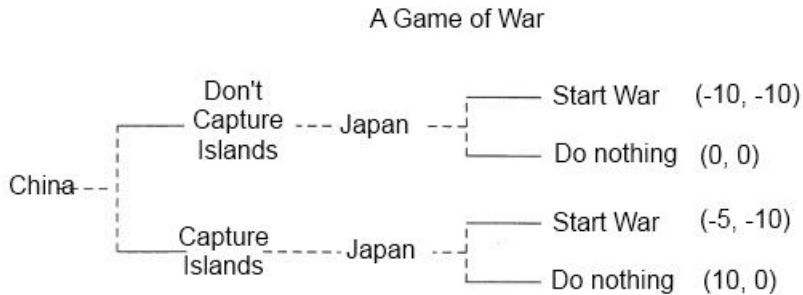 A Game of War
Don't
Capture
Islands
Japan
Start War (-10, -10)
Do nothing (0, 0)
China
Capture
Islands
Japan
Start War (-5, -10)
Do nothing (10, 0)